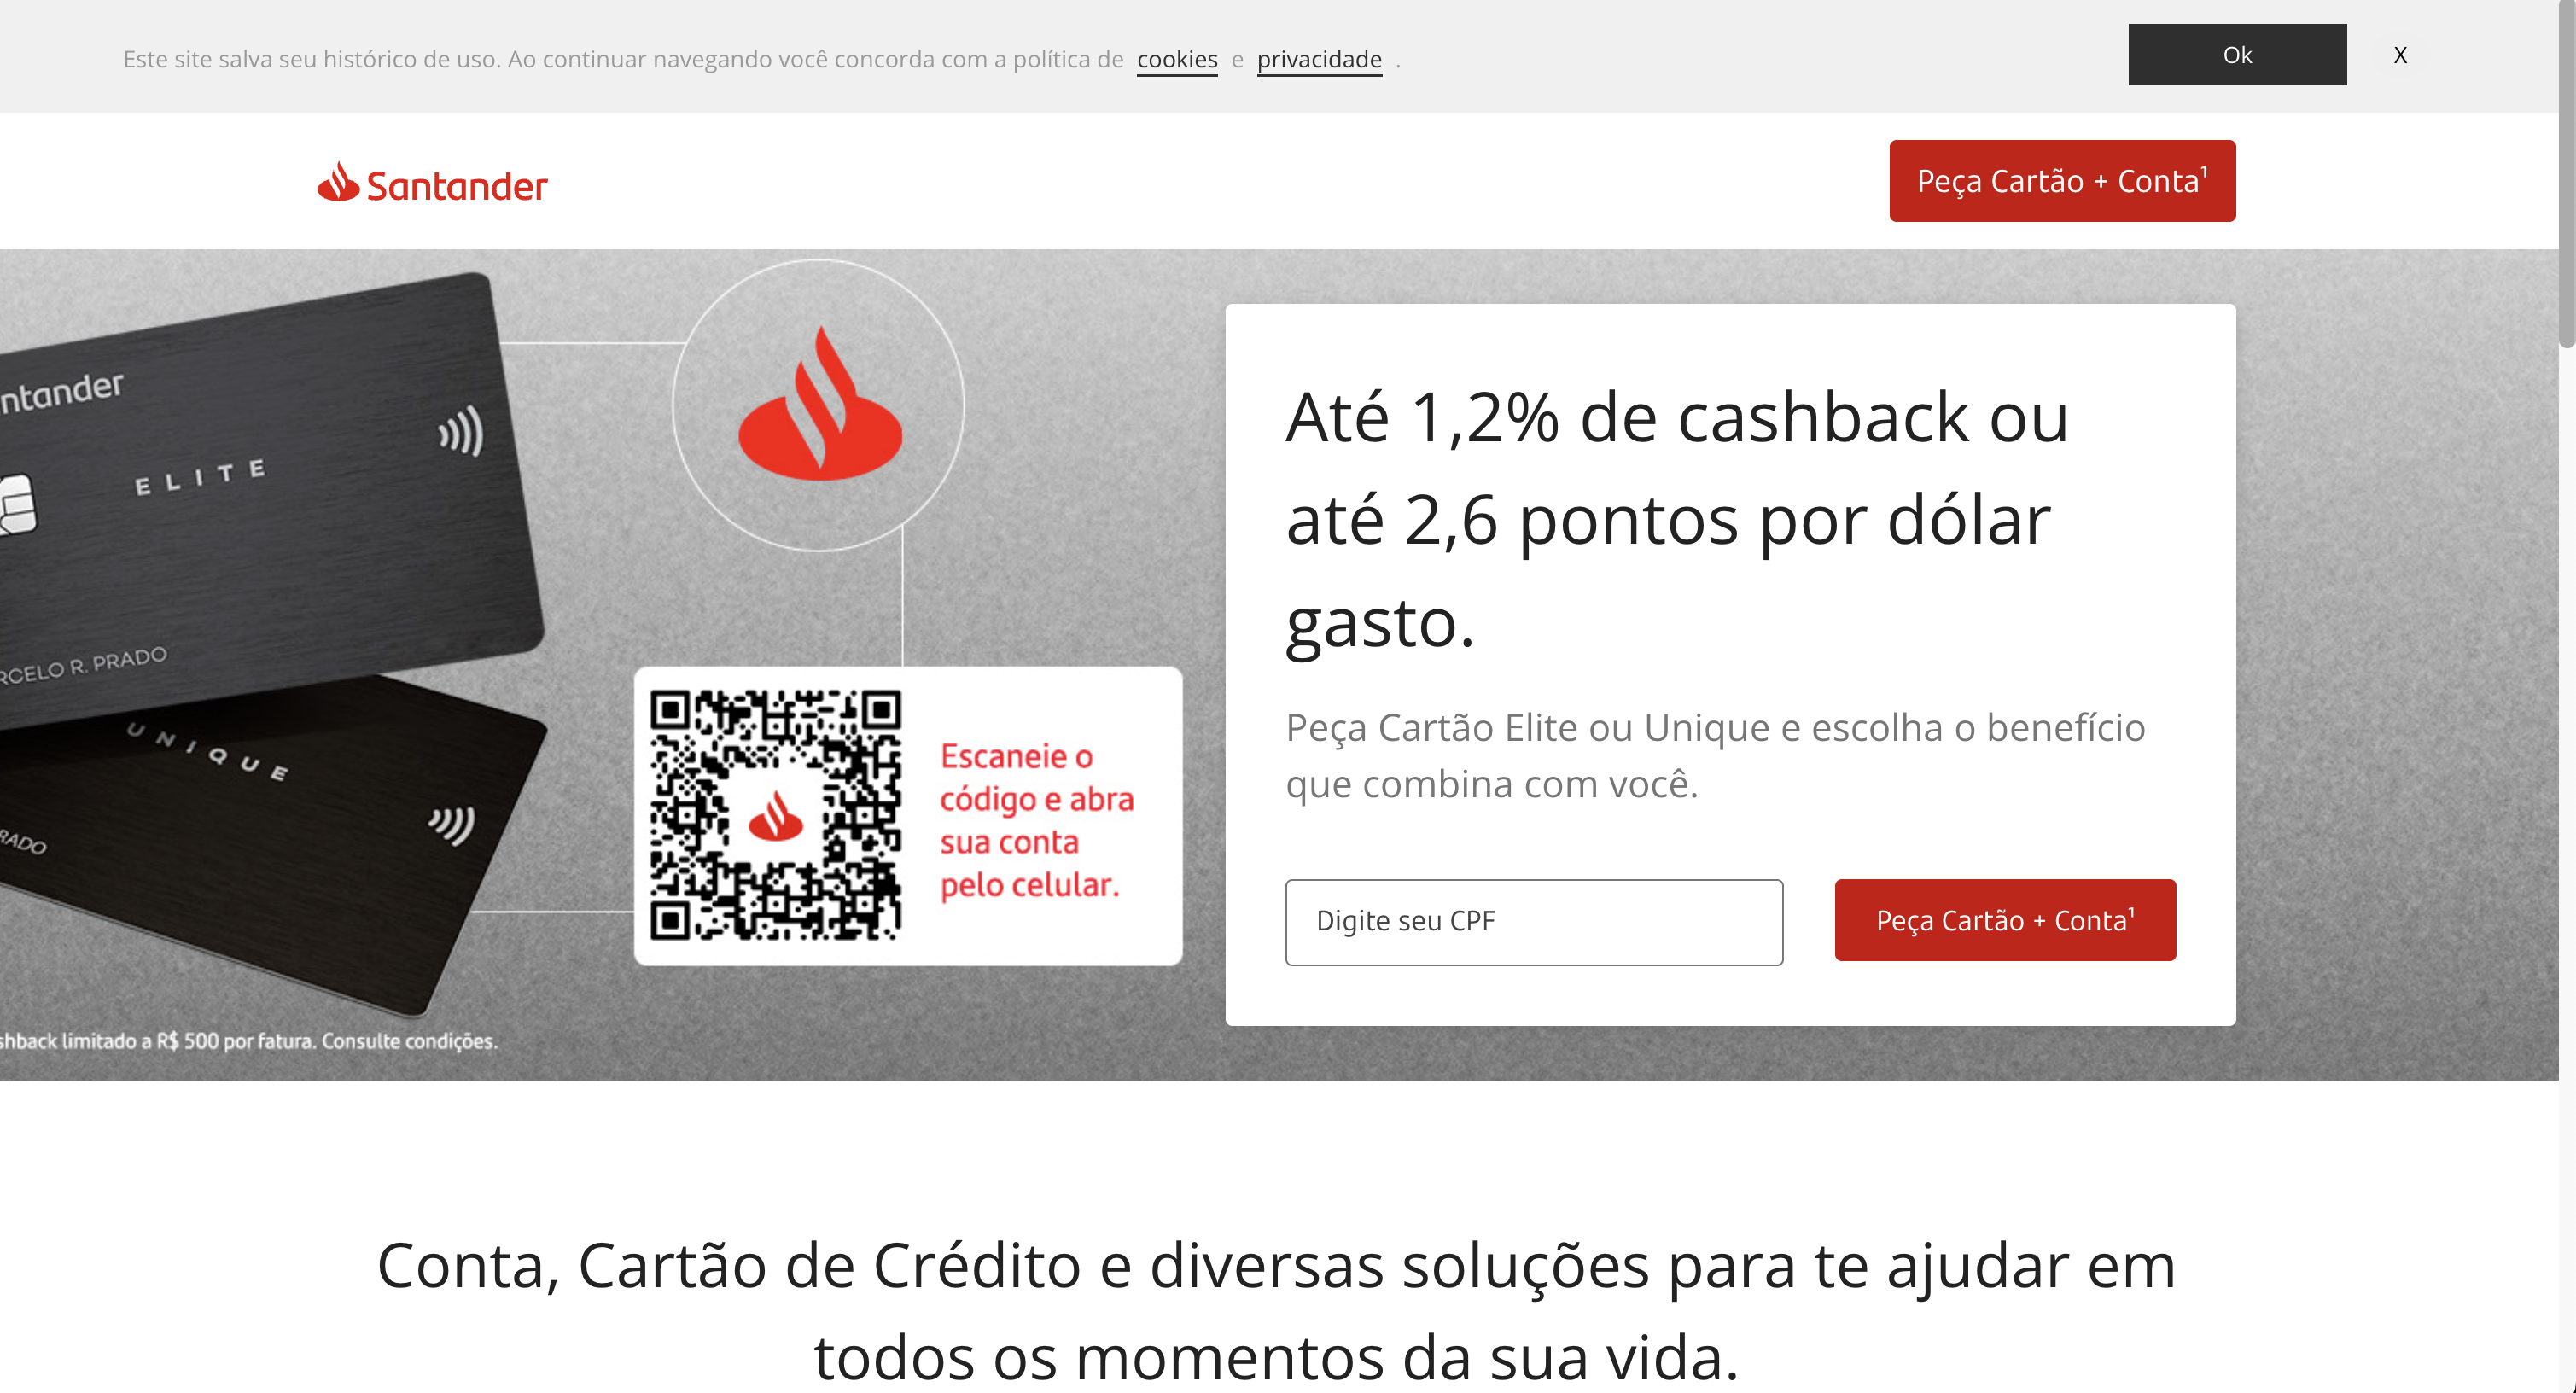 Este site salva seu histórico de uso. Ao continuar navegando você concorda com a política de cookies e privacidade .
Ok
X
Santander
Peça Cartão + Conta¹
ntander
ELITE
RCELO R. PRADO
UNIQUE
RADO
Escaneie o
código e abra
sua conta
pelo celular.
shback limitado a R$ 500 por fatura. Consulte condições.
Até 1,2% de cashback ou
até 2,6 pontos por dólar
gasto.
Peça Cartão Elite ou Unique e escolha o benefício
que combina com você.
Digite seu CPF
Peça Cartão + Conta¹
Conta, Cartão de Crédito e diversas soluções para te ajudar em
todos os momentos da sua vida.